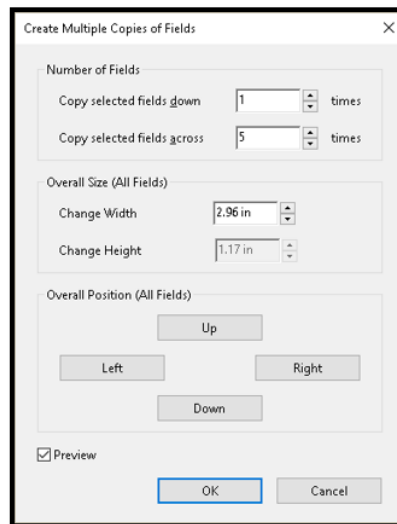 Create Multiple Copies of Fields
Number of Fields
Copy selected fields down 1 times
Copy selected fields across 5 times
Overall Size (All Fields)
Change Width 2.96 in
Change Height 1.17 in
Overall Position (All Fields)
Up
Left Right
Down
Preview
OK Cancel